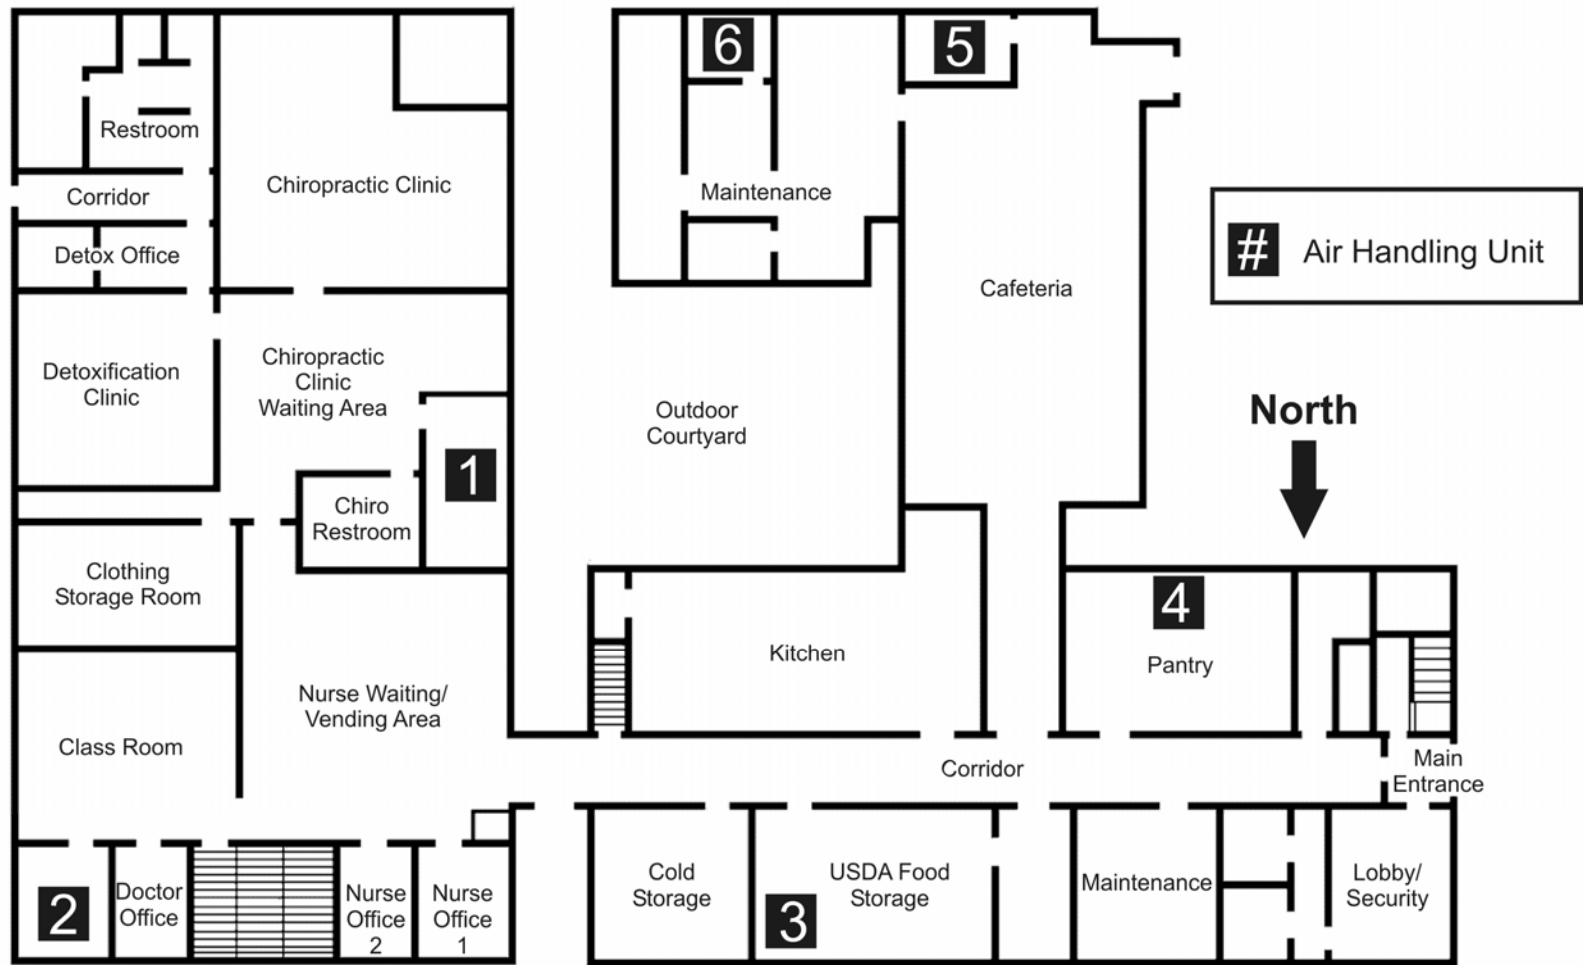 6
5
Restroom
Chiropractic Clinic
Corridor
Maintenance
Detox Office
# Air Handling Unit
Cafeteria
Detoxification
Clinic
Chiropractic
Clinic
Waiting Area
Outdoor
Courtyard
North
1
Chiro
Restroom
Clothing
Storage Room
4
Kitchen
Pantry
Nurse Waiting/
Vending Area
Class Room
Corridor
Main
Entrance
2
Doctor
Office
Nurse
Office
2
Nurse
Office
1
Cold
Storage
3
USDA Food
Storage
Maintenance
Lobby/
Security